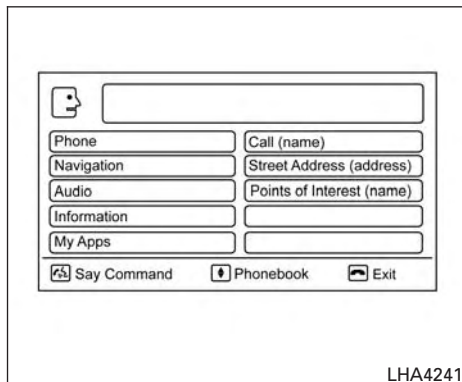 Phone Call (name)
Navigation Street Address (address)
Audio Points of Interest (name)
Information
My Apps
Say Command Phonebook Exit
LHA4241